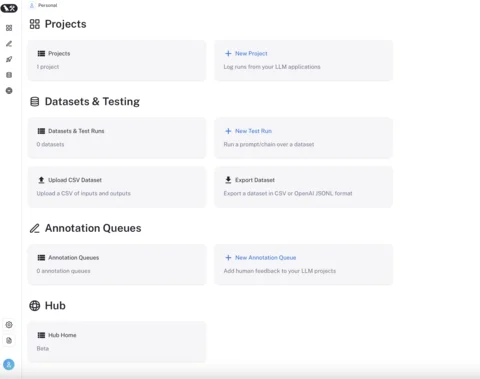 Personal
Projects
Projects
1 project
New Project
Log runs from your LLM applications
Datasets & Testing
Datasets & Test Runs
0 datasets
New Test Run
Run a prompt/chain over a dataset
Upload CSV Dataset
Upload a CSV of inputs and outputs
Export Dataset
Export a dataset in CSV or OpenAI JSONL format
Annotation Queues
Annotation Queues
0 annotation queues
New Annotation Queue
Add human feedback to your LLM projects
Hub
Hub Home
Beta